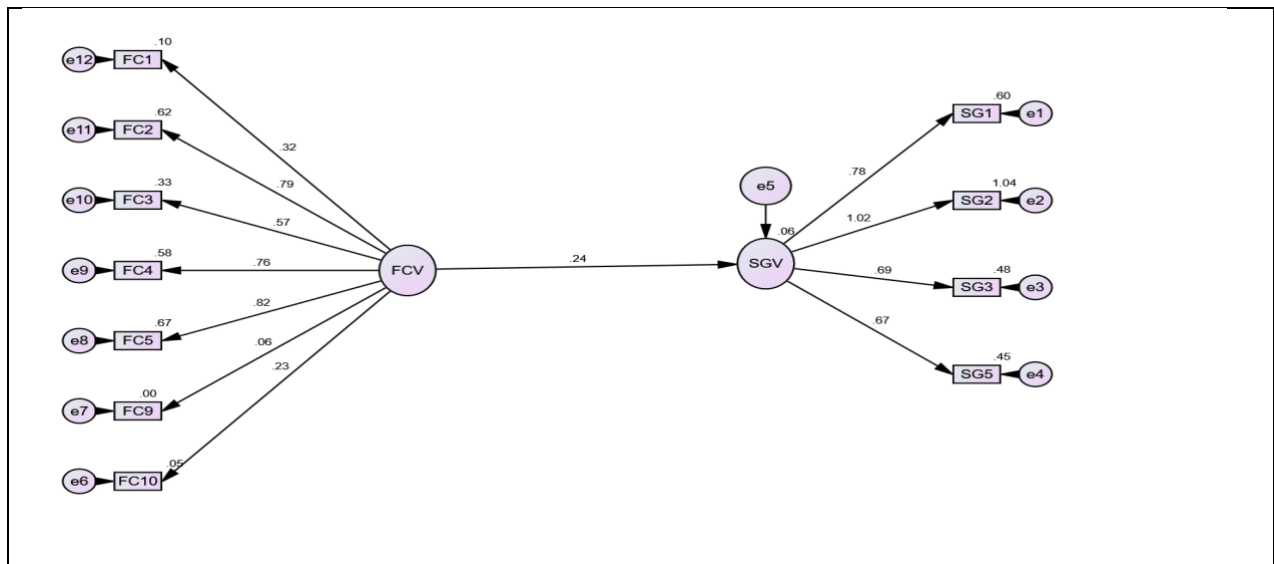 .10
e12
FC1
.62
e11
FC2
.33
e10
FC3
.58
e9
FC4
.67
e8
FC5
.00
e7
FC9
.05
e6
FC10
.32
.79
.57
.76
.82
.06
.23
FCV
.24
e5
.06
SGV
.78
1.02
.69
.67
.60
SG1
e1
1.04
SG2
e2
.48
SG3
e3
.45
SG5
e4